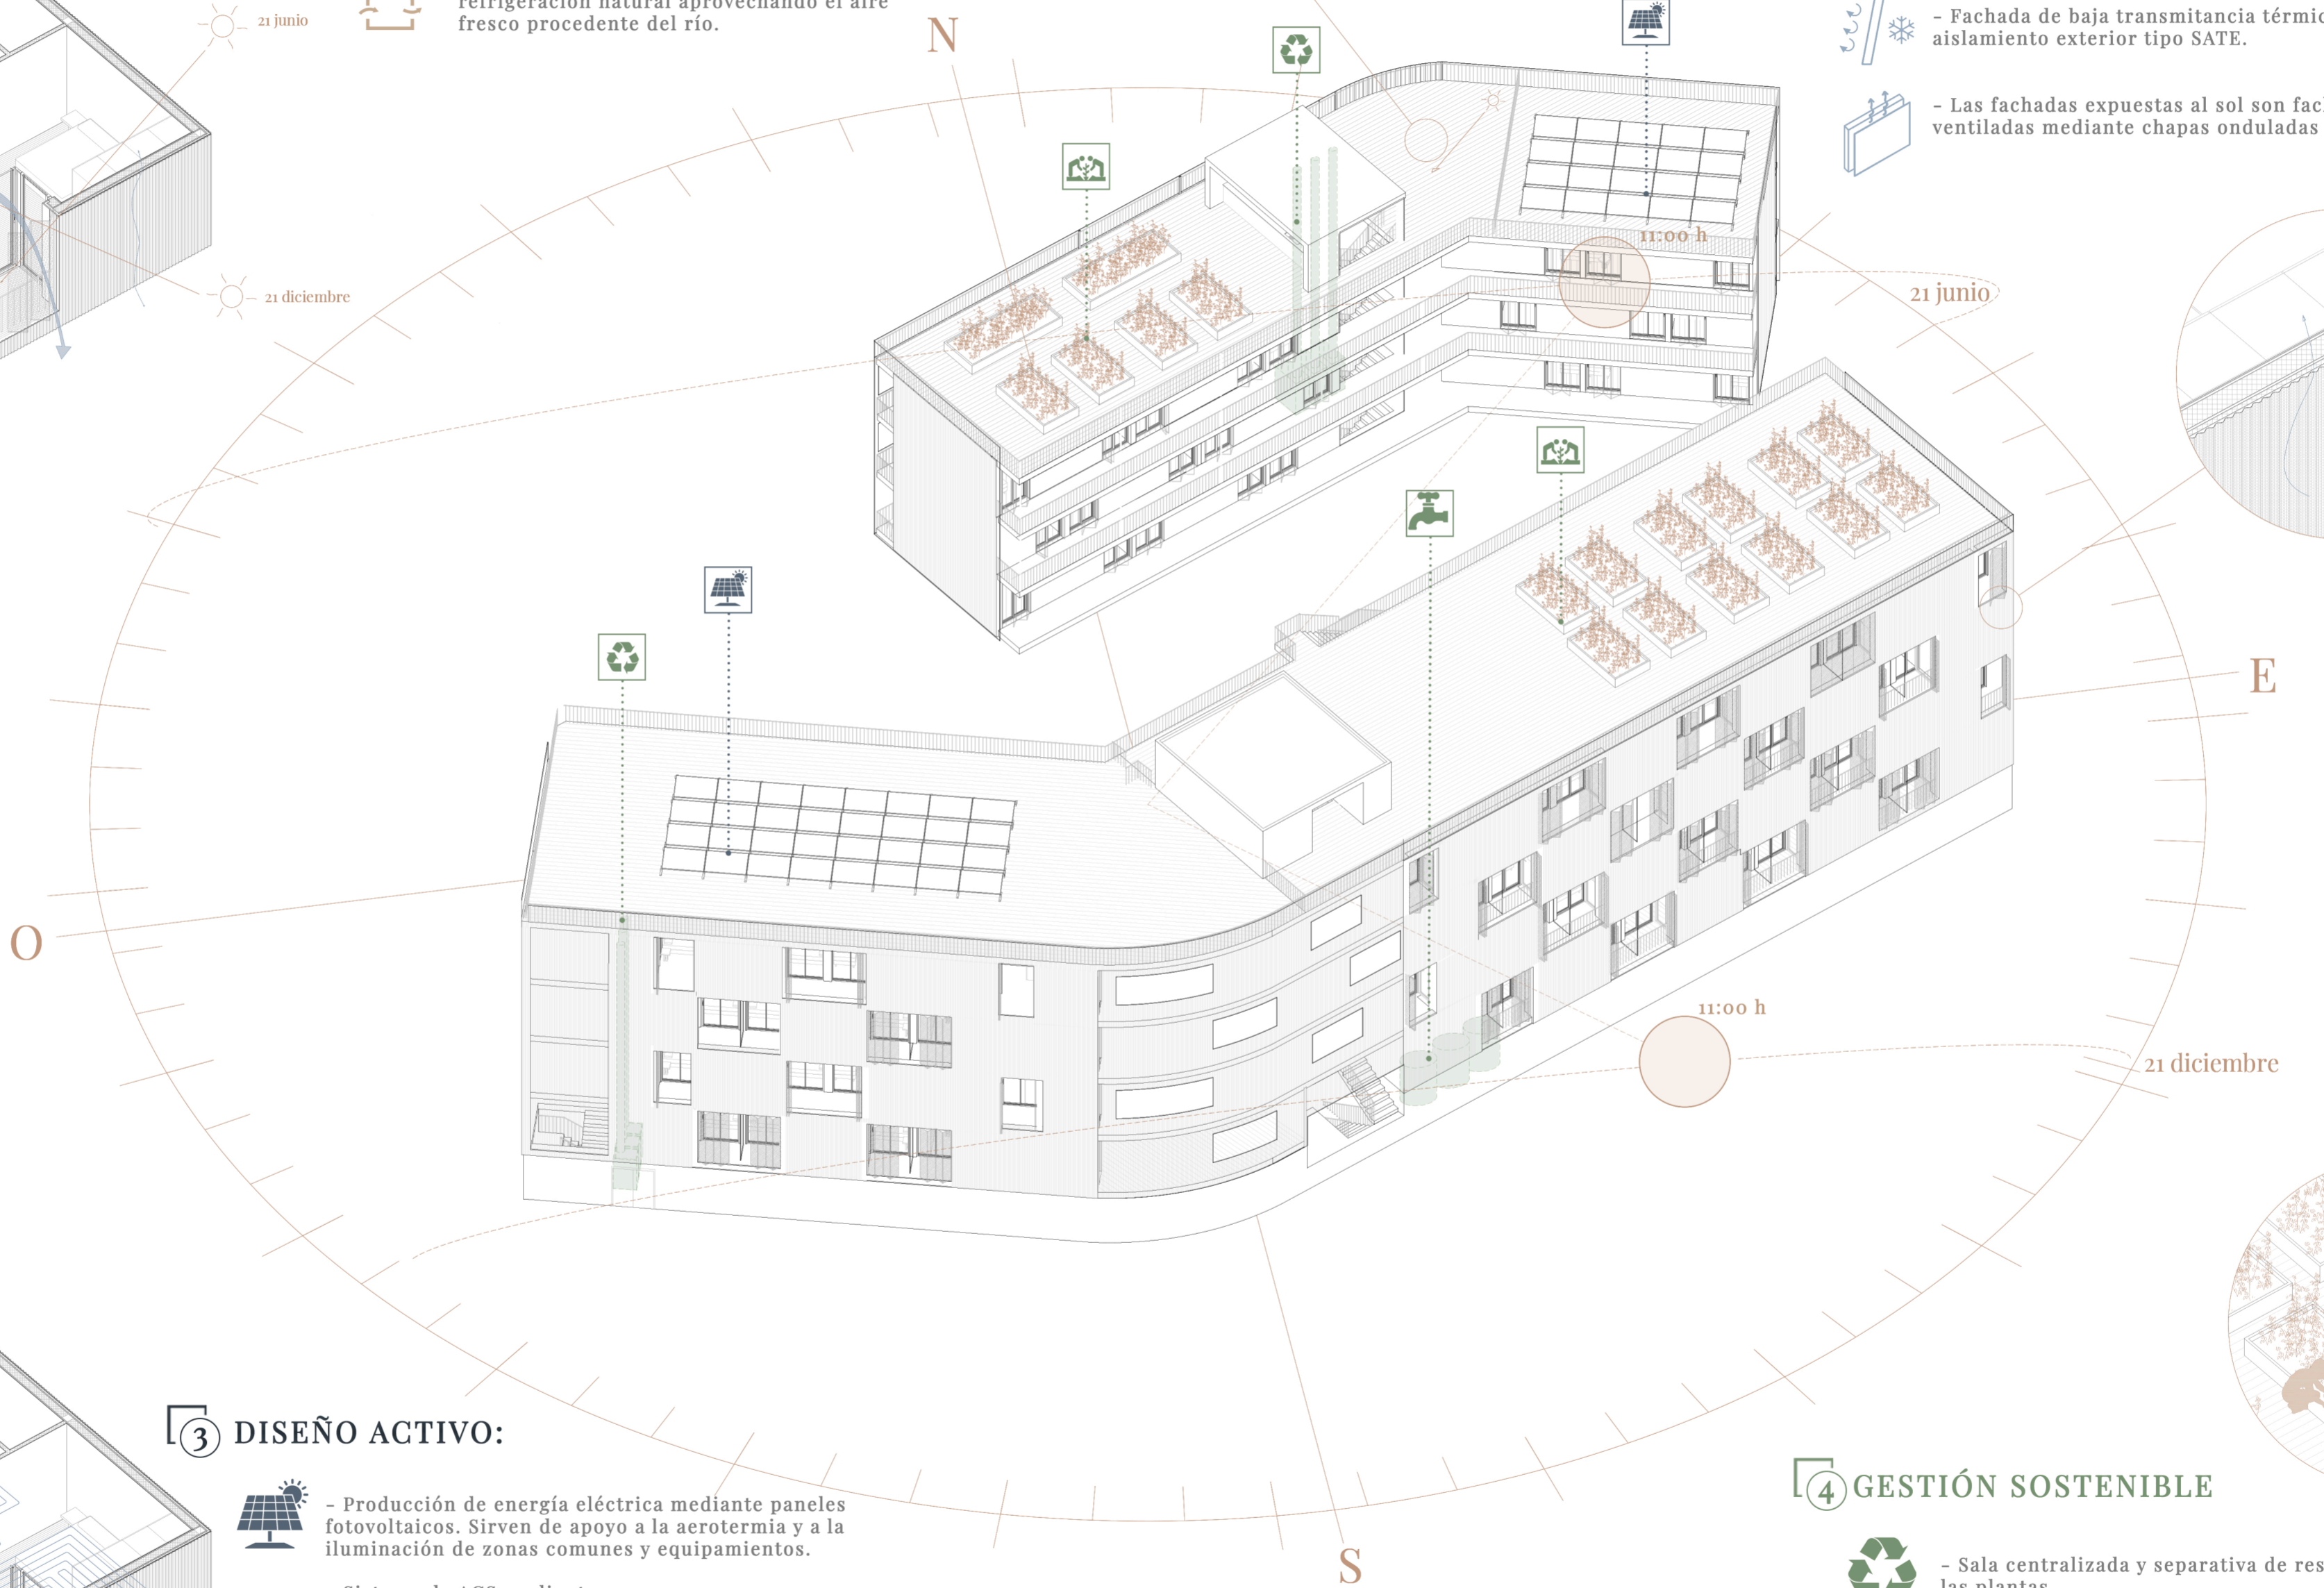 refrigeración natural aprovechando el aire
fresco procedente del río.
21 junio
21 diciembre
N
- Fachada de baja transmitancia
aislamiento exterior tipo SATE.
- Las fachadas expuestas al sol son
ventiladas mediante chapas onduladas
11:00 h
21 junio
E
O
11:00 h
21 diciembre
S
3 DISEÑO ACTIVO:
- Producción de energía eléctrica mediante paneles
fotovoltaicos. Sirven de apoyo a la aerotermia y a la
iluminación de zonas comunes y equipamientos.
4 GESTIÓN SOSTENIBLE
- Sala centralizada y separativa de
las plantas